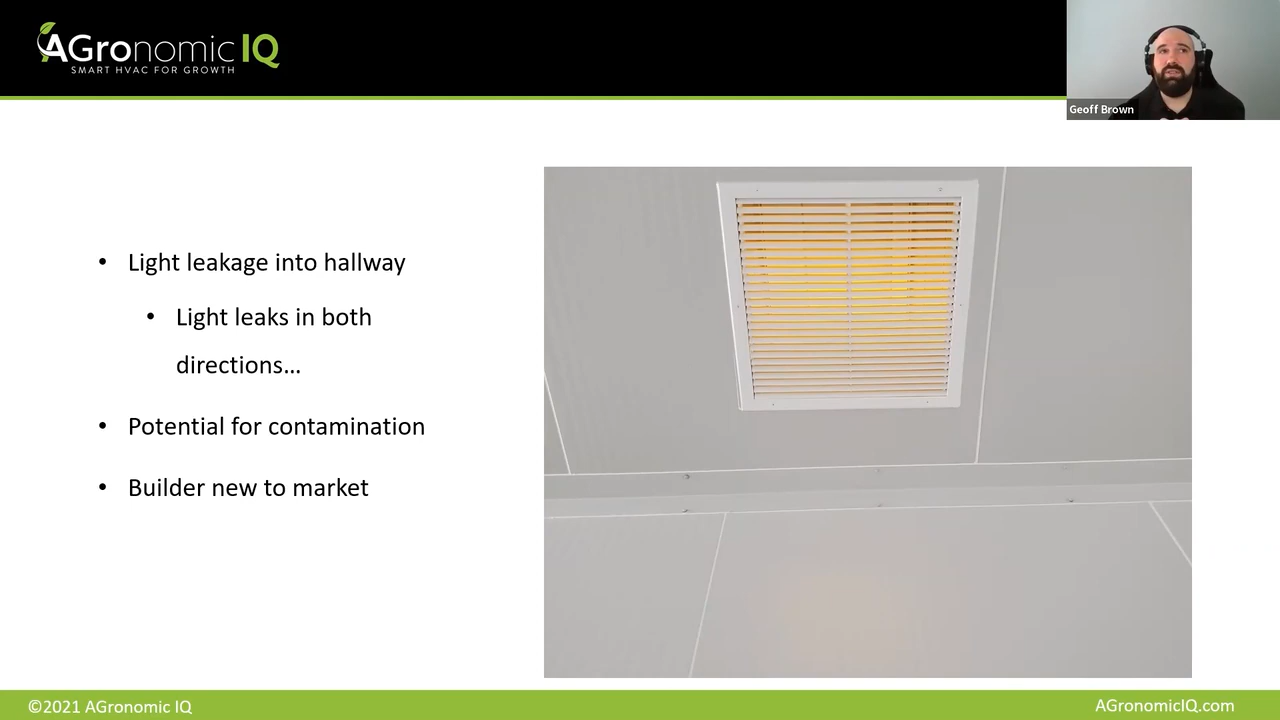 AGronomic IQ
SMART HVAC FOR GROWTH
Geoff Brown
• Light leakage into hallway
• Light leaks in both
directions...
• Potential for contamination
• Builder new to market
©2021 AGronomic IQ
AGronomicIQ.com